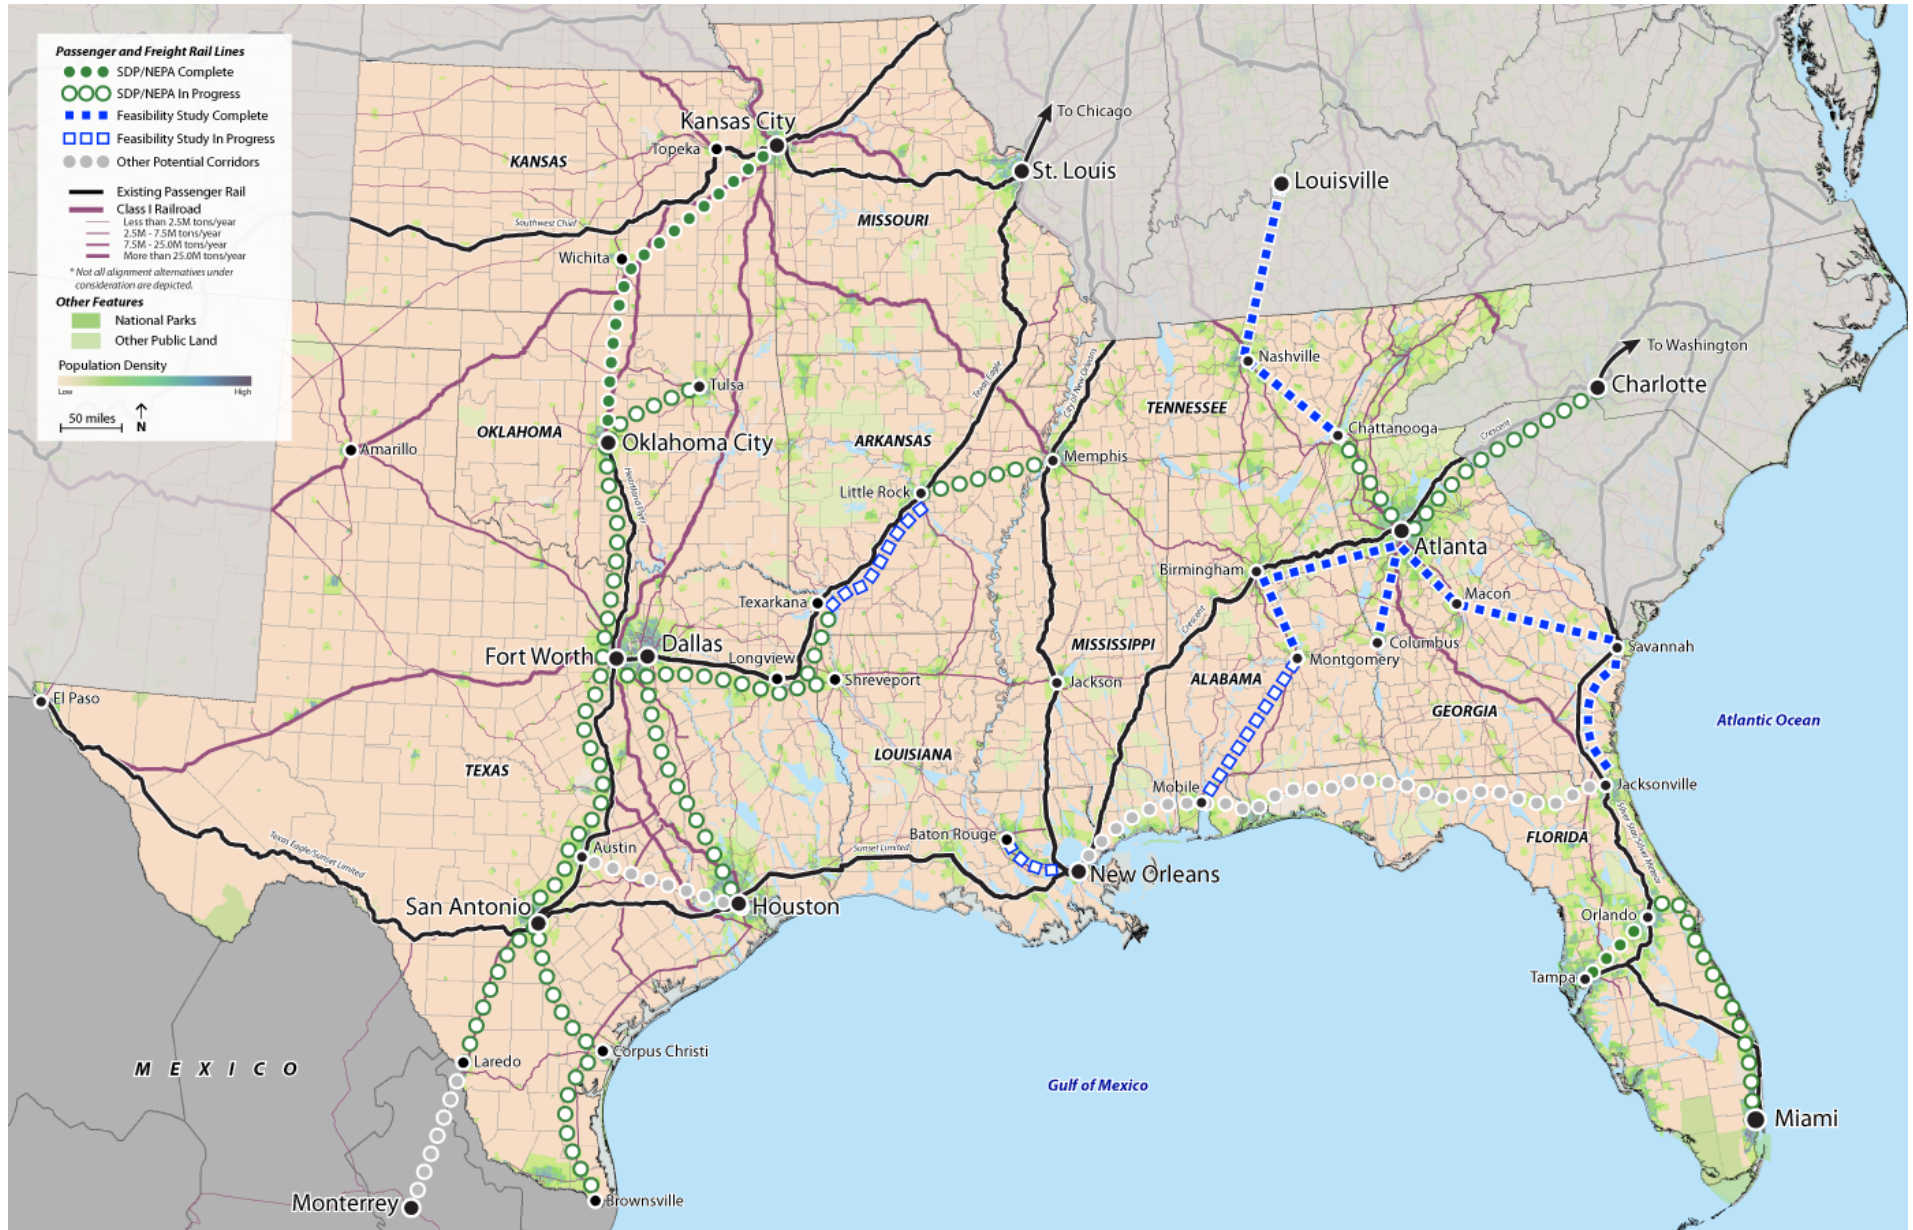 Passenger and Freight Rail Lines
SDP/NEPA Complete
SDP/NEPA In Progress
Feasibility Study Complete
Feasibility Study In Progress
Other Potential Corridors
Existing Passenger Rail
Class I Railroad
Less than 2.5M tons/year
2.5M - 7.5M tons/year
7.5M - 25.0M tons/year
More than 25.0M tons/year
* Not all alignment alternatives under
consideration are depicted.
Other Features
National Parks
Other Public Land
Population Density
Low
High
50 miles
N
To Chicago
Kansas City
Topeka
KANSAS
St. Louis
Louisville
MISSOURI
Southwest Chief
Wichita
To Washington
Nashville
Charlotte
Texas Eagle
City of New Orleans
Tulsa
TENNESSEE
Chattanooga
Crescent
OKLAHOMA
Oklahoma City
ARKANSAS
Amarillo
Memphis
Heartland Flyer
Little Rock
Atlanta
Birmingham
Macon
Texarkana
Crescent
Dallas
Fort Worth
Longview
MISSISSIPPI
Columbus
Savannah
Montgomery
Shreveport
Jackson
ALABAMA
El Paso
GEORGIA
Atlantic Ocean
TEXAS
LOUISIANA
Mobile
Jacksonville
Baton Rouge
FLORIDA
Silver Star/Silver Meteor
Texas Eagle/Sunset Limited
Austin
Sunset Limited
New Orleans
San Antonio
Houston
Orlando
Tampa
Laredo
Corpus Christi
MEXICO
Gulf of Mexico
Miami
Monterrey
Brownsville